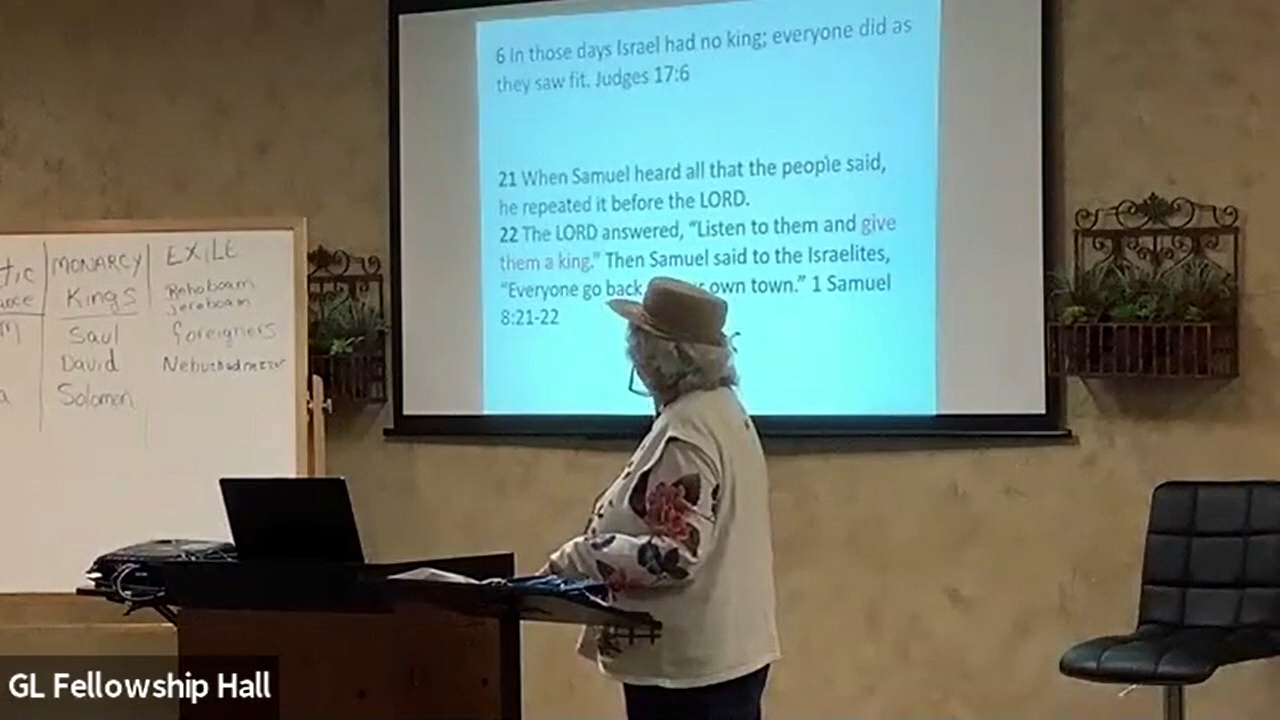 6 In those days Israel had no king; everyone did as
they saw fit. Judges 17:6
21 When Samuel heard all that the people said,
he repeated it before the LORD.
22 The LORD answered, “Listen to them and give
them a king.” Then Samuel said to the Israelites,
“Everyone go back own town.” 1 Samuel
8:21-22
MONARCY
Kings
Saul
David
Solomon
EXILE
Rehoboam
Jeroboam
foreigners
GL Fellowship Hall